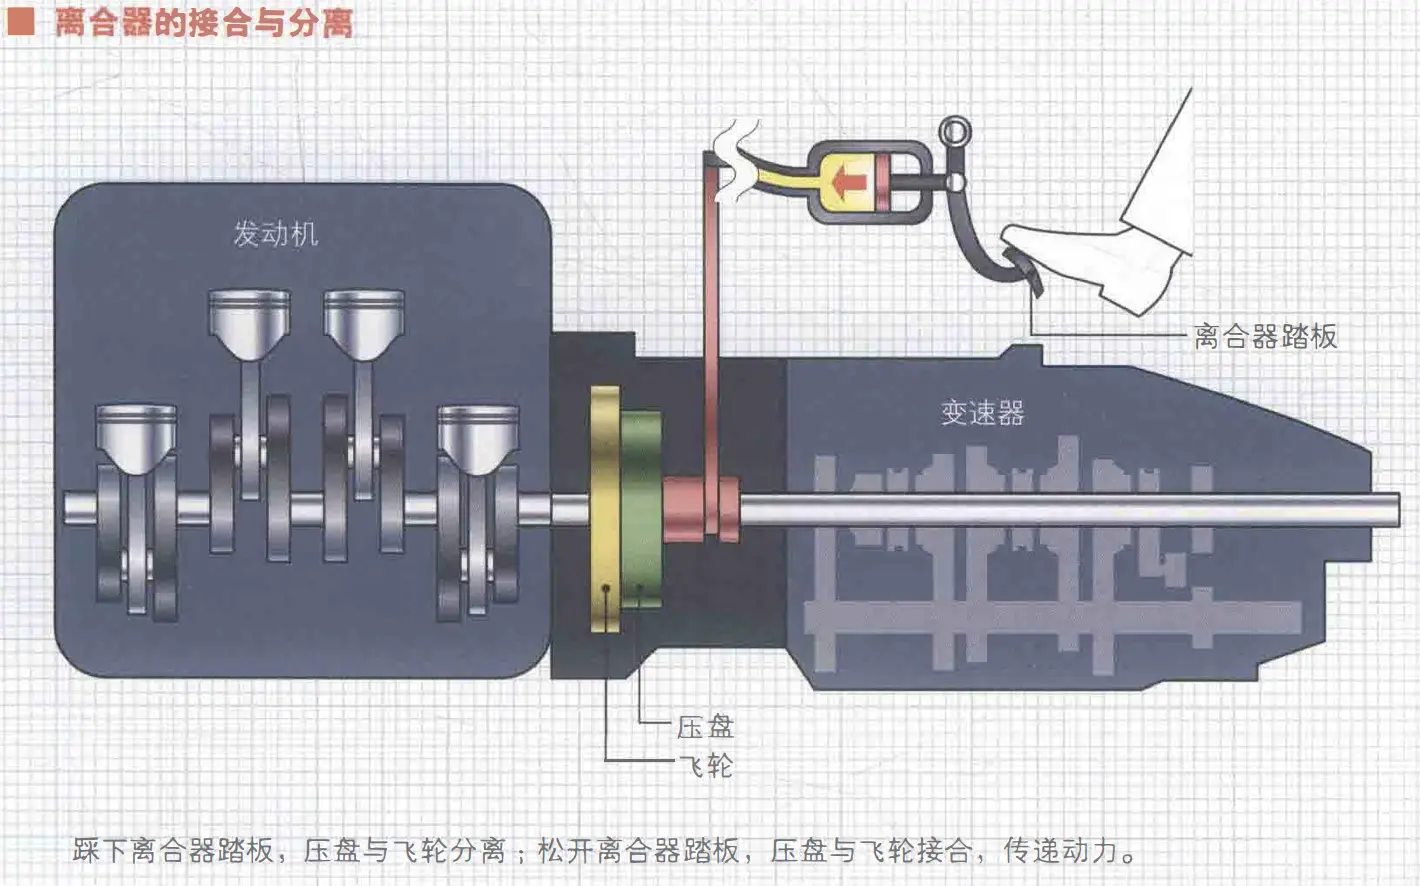 离合器的接合与分离
发动机
离合器踏板
变速器
压盘
飞轮
踩下离合器踏板，压盘与飞轮分离；松开离合器踏板，压盘与飞轮接合，传递动力。